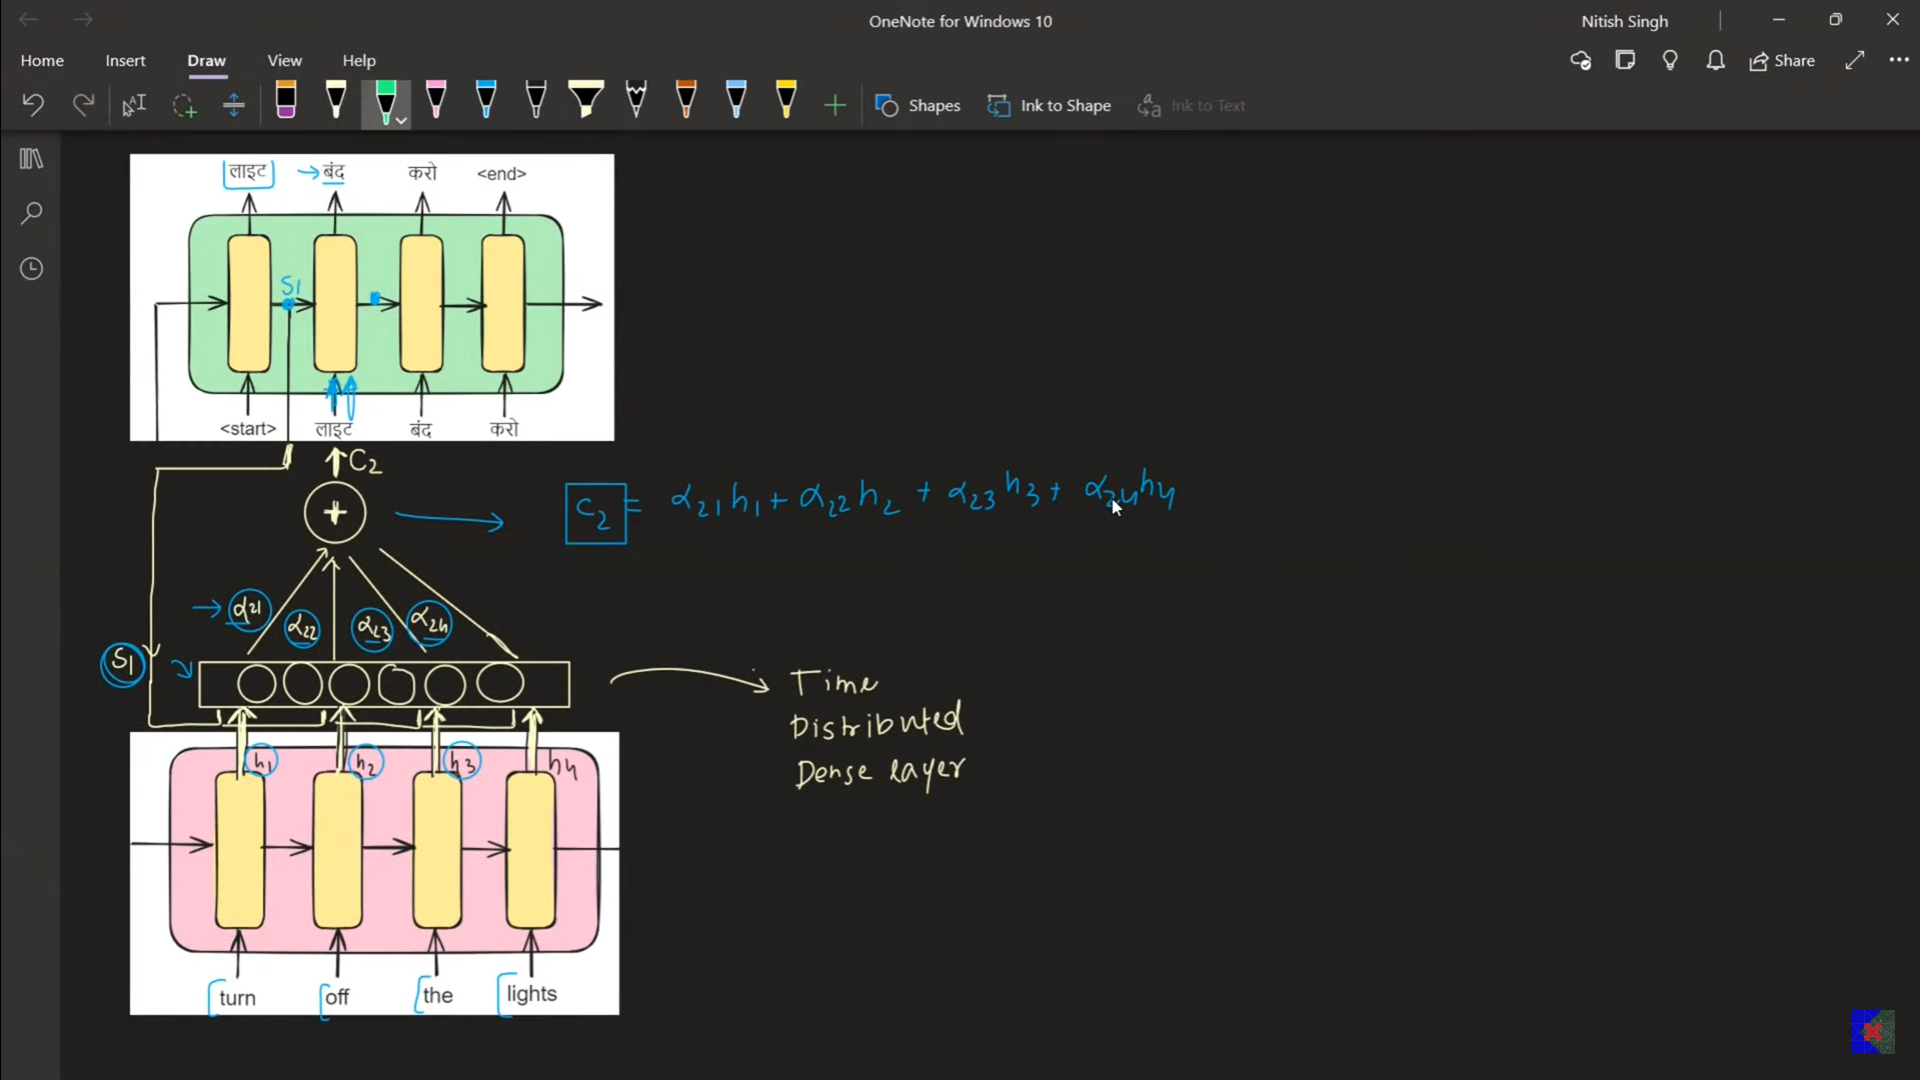 OneNote for Windows 10
Nitish Singh
Home Insert Draw View Help
Share
Shapes Ink to Shape Ink to Text
लाइट → बंद करो <end>
S1
<start> लाइट बंद करो
C2
+
C2 = α21h1 + α22h2 + α23h3 + α24h4
→ α21 α22 α23 α24
S1
Time
Distributed
Dense layer
h1 h2 h3 h4
turn off the lights